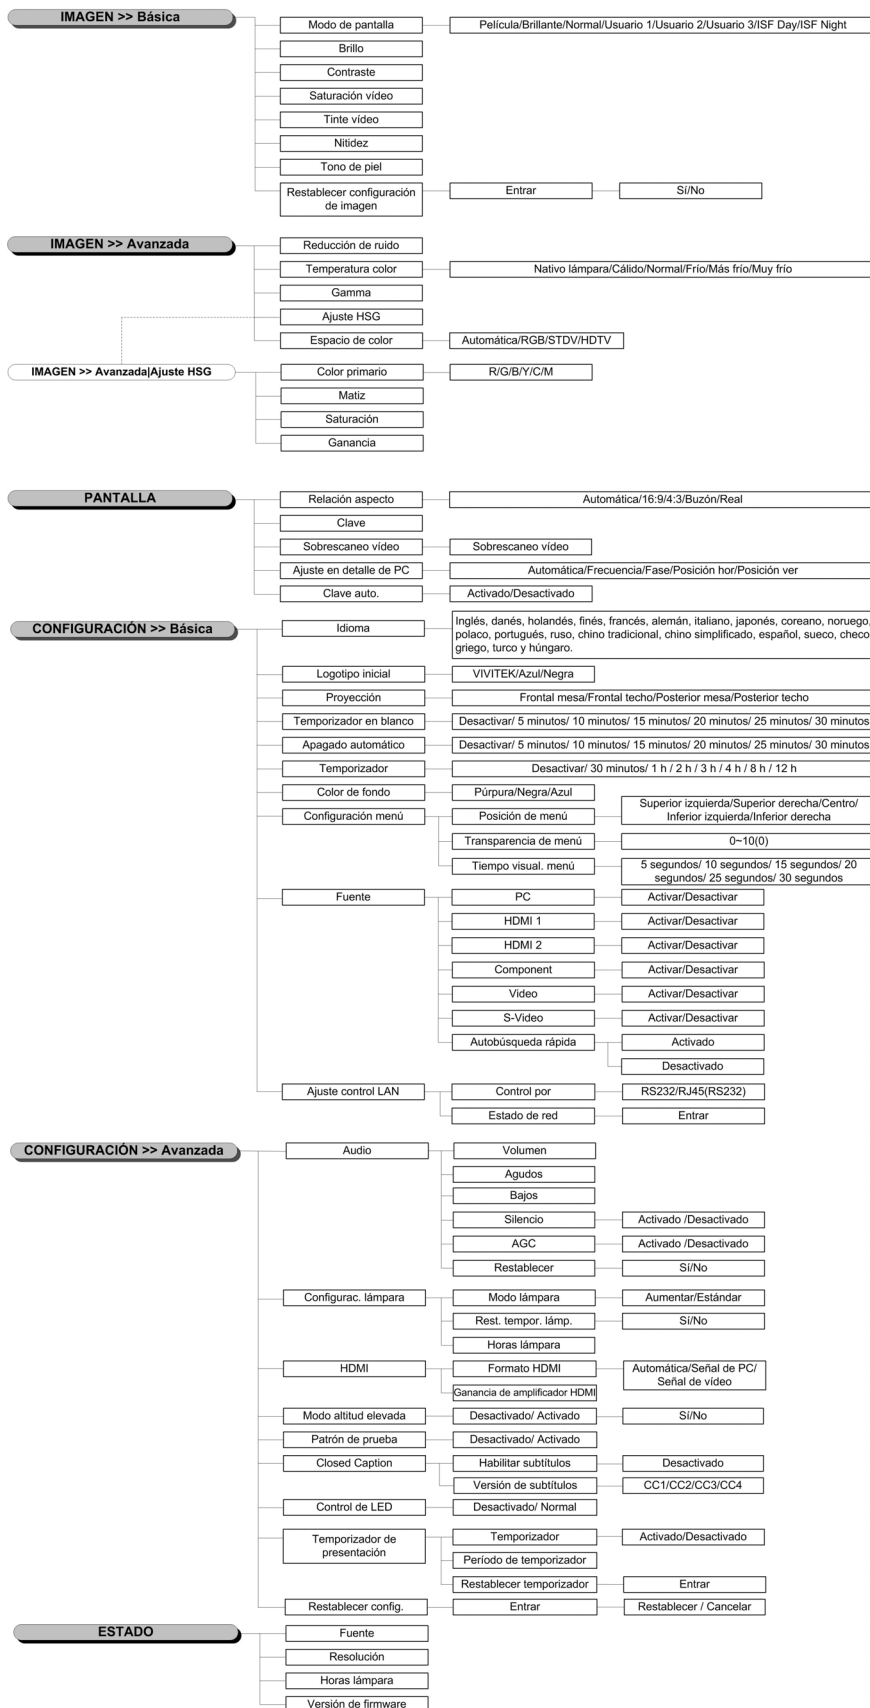 IMAGEN >> Básica
Modo de pantalla
Película/Brillante/Normal/Usuario 1/Usuario 2/Usuario 3/ISF Day/ISF Night
Brillo
Contraste
Saturación vídeo
Tinte vídeo
Nitidez
Tono de piel
Restablecer configuración
de imagen
Entrar
Sí/No
IMAGEN >> Avanzada
Reducción de ruido
Temperatura color
Nativo lámpara/Cálido/Normal/Frío/Más frío/Muy frío
Gamma
Ajuste HSG
Espacio de color
Automática/RGB/STDV/HDTV
IMAGEN >> Avanzada|Ajuste HSG
Color primario
R/G/B/Y/C/M
Matiz
Saturación
Ganancia
PANTALLA
Relación aspecto
Automática/16:9/4:3/Buzón/Real
Clave
Sobrescaneo vídeo
Sobrescaneo vídeo
Ajuste en detalle de PC
Automática/Frecuencia/Fase/Posición hor/Posición ver
Clave auto.
Activado/Desactivado
CONFIGURACIÓN >> Básica
Idioma
Inglés, danés, holandés, finés, francés, alemán, italiano, japonés, coreano, noruego,
polaco, portugués, ruso, chino tradicional, chino simplificado, español, sueco, checo,
griego, turco y húngaro.
Logotipo inicial
VIVITEK/Azul/Negra
Proyección
Frontal mesa/Frontal techo/Posterior mesa/Posterior techo
Temporizador en blanco
Desactivar/ 5 minutos/ 10 minutos/ 15 minutos/ 20 minutos/ 25 minutos/ 30 minutos
Apagado automático
Desactivar/ 5 minutos/ 10 minutos/ 15 minutos/ 20 minutos/ 25 minutos/ 30 minutos
Temporizador
Desactivar/ 30 minutos/ 1 h / 2 h / 3 h / 4 h / 8 h / 12 h
Color de fondo
Púrpura/Negra/Azul
Configuración menú
Posición de menú
Superior izquierda/Superior derecha/Centro/
Inferior izquierda/Inferior derecha
Transparencia de menú
0~10(0)
Tiempo visual. menú
5 segundos/ 10 segundos/ 15 segundos/ 20
segundos/ 25 segundos/ 30 segundos
Fuente
PC
Activar/Desactivar
HDMI 1
Activar/Desactivar
HDMI 2
Activar/Desactivar
Component
Activar/Desactivar
Video
Activar/Desactivar
S-Video
Activar/Desactivar
Autobúsqueda rápida
Activado
Desactivado
Ajuste control LAN
Control por
RS232/RJ45(RS232)
Estado de red
Entrar
CONFIGURACIÓN >> Avanzada
Audio
Volumen
Agudos
Bajos
Silencio
Activado /Desactivado
AGC
Activado /Desactivado
Restablecer
Sí/No
Configurac. lámpara
Modo lámpara
Aumentar/Estándar
Rest. tempor. lámp.
Sí/No
Horas lámpara
HDMI
Formato HDMI
Automática/Señal de PC/
Señal de vídeo
Ganancia de amplificador HDMI
Modo altitud elevada
Desactivado/ Activado
Sí/No
Patrón de prueba
Desactivado/ Activado
Closed Caption
Habilitar subtítulos
Desactivado
Versión de subtítulos
CC1/CC2/CC3/CC4
Control de LED
Desactivado/ Normal
Temporizador de
presentación
Temporizador
Activado/Desactivado
Período de temporizador
Restablecer temporizador
Entrar
Restablecer config.
Entrar
Restablecer / Cancelar
ESTADO
Fuente
Resolución
Horas lámpara
Versión de firmware